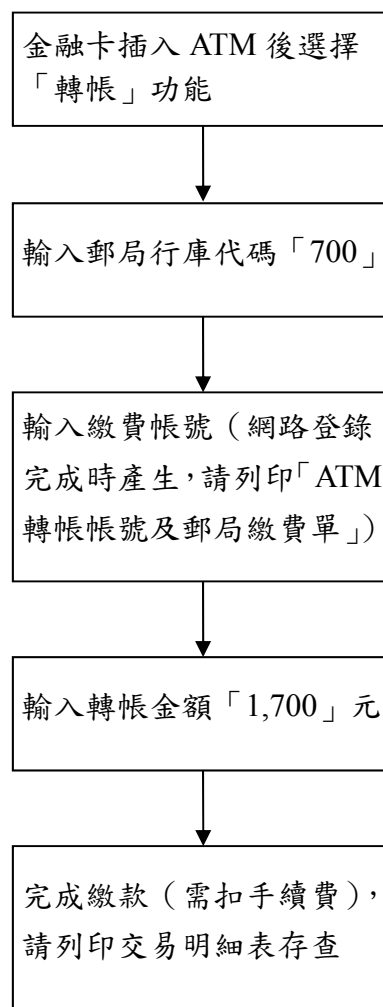 金融卡插入 ATM 後選擇
「轉帳」功能
輸入郵局行庫代碼「700」
輸入繳費帳號（網路登錄
完成時產生，請列印「ATM
轉帳帳號及郵局繳費單」）
輸入轉帳金額「1,700」元
完成繳款（需扣手續費），
請列印交易明細表存查